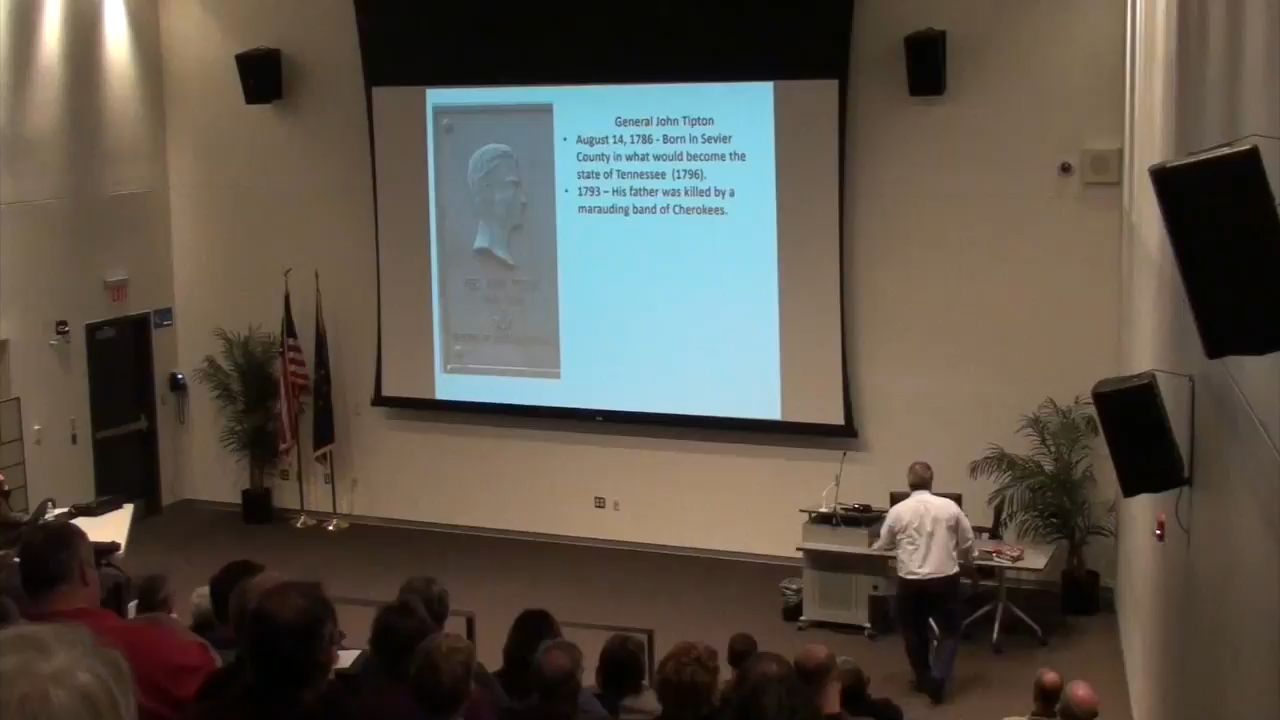 General John Tipton
• August 14, 1786 - Born in Sevier
County in what would become the
state of Tennessee (1796).
• 1793 – His father was killed by a
marauding band of Cherokees.
EXIT